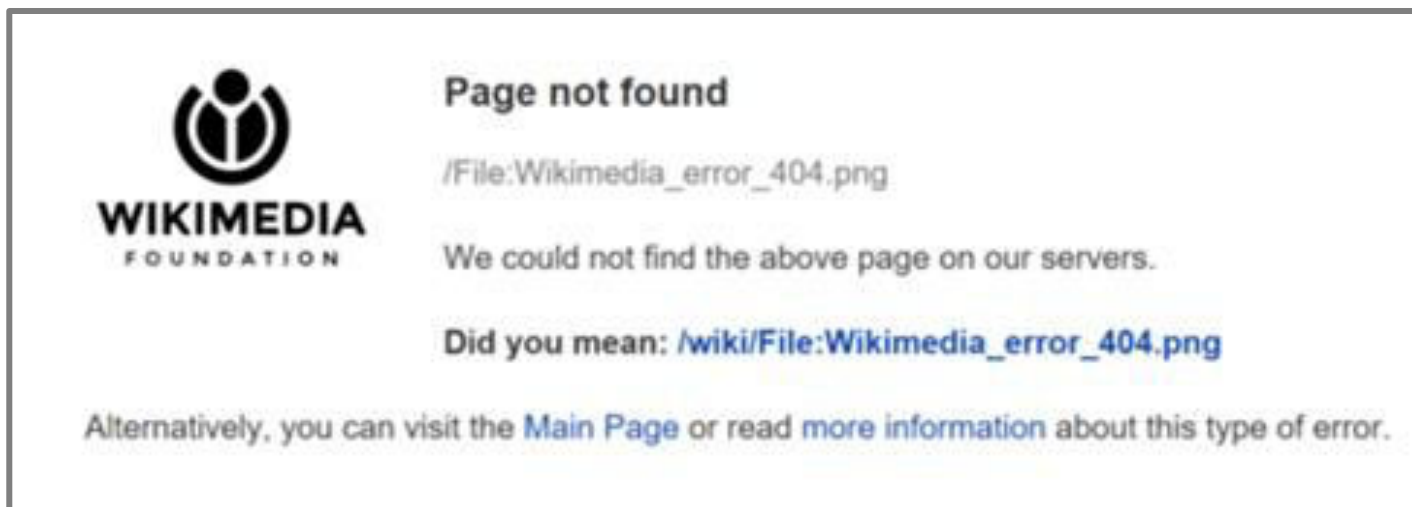 WIKIMEDIA
FOUNDATION
Page not found
/File:Wikimedia_error_404.png
We could not find the above page on our servers.
Did you mean: /wiki/File:Wikimedia_error_404.png
Alternatively, you can visit the Main Page or read more information about this type of error.